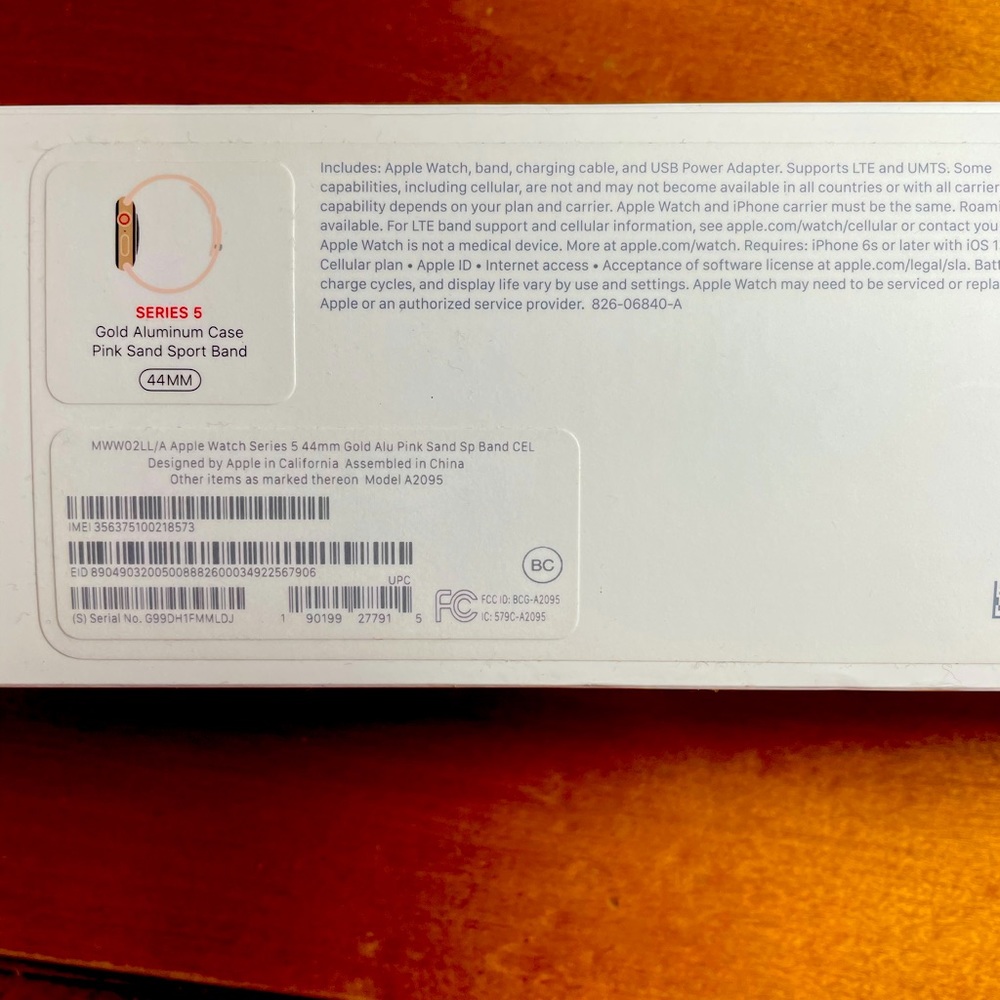 SERIES 5
Gold Aluminum Case
Pink Sand Sport Band
44MM
Includes: Apple Watch, band, charging cable, and USB Power Adapter. Supports LTE and UMTS. Some
capabilities, including cellular, are not and may not become available in all countries or with all carrier
capability depends on your plan and carrier. Apple Watch and iPhone carrier must be the same. Roami
available. For LTE band support and cellular information, see apple.com/watch/cellular or contact you
Apple Watch is not a medical device. More at apple.com/watch. Requires: iPhone 6s or later with iOS 1
Cellular plan • Apple ID • Internet access • Acceptance of software license at apple.com/legal/sla. Batt
charge cycles, and display life vary by use and settings. Apple Watch may need to be serviced or repla
Apple or an authorized service provider. 826-06840-A
MWW02LL/A Apple Watch Series 5 44mm Gold Alu Pink Sand Sp Band CEL
Designed by Apple in California Assembled in China
Other items as marked thereon Model A2095
IMEI 356375100218573
EID 89049032005008882600034922567906
UPC
(S) Serial No. G99DH1FMMLDJ
1 90199 27791 5
FC
FCC ID: BCG-A2095
IC: 579C-A2095
BC